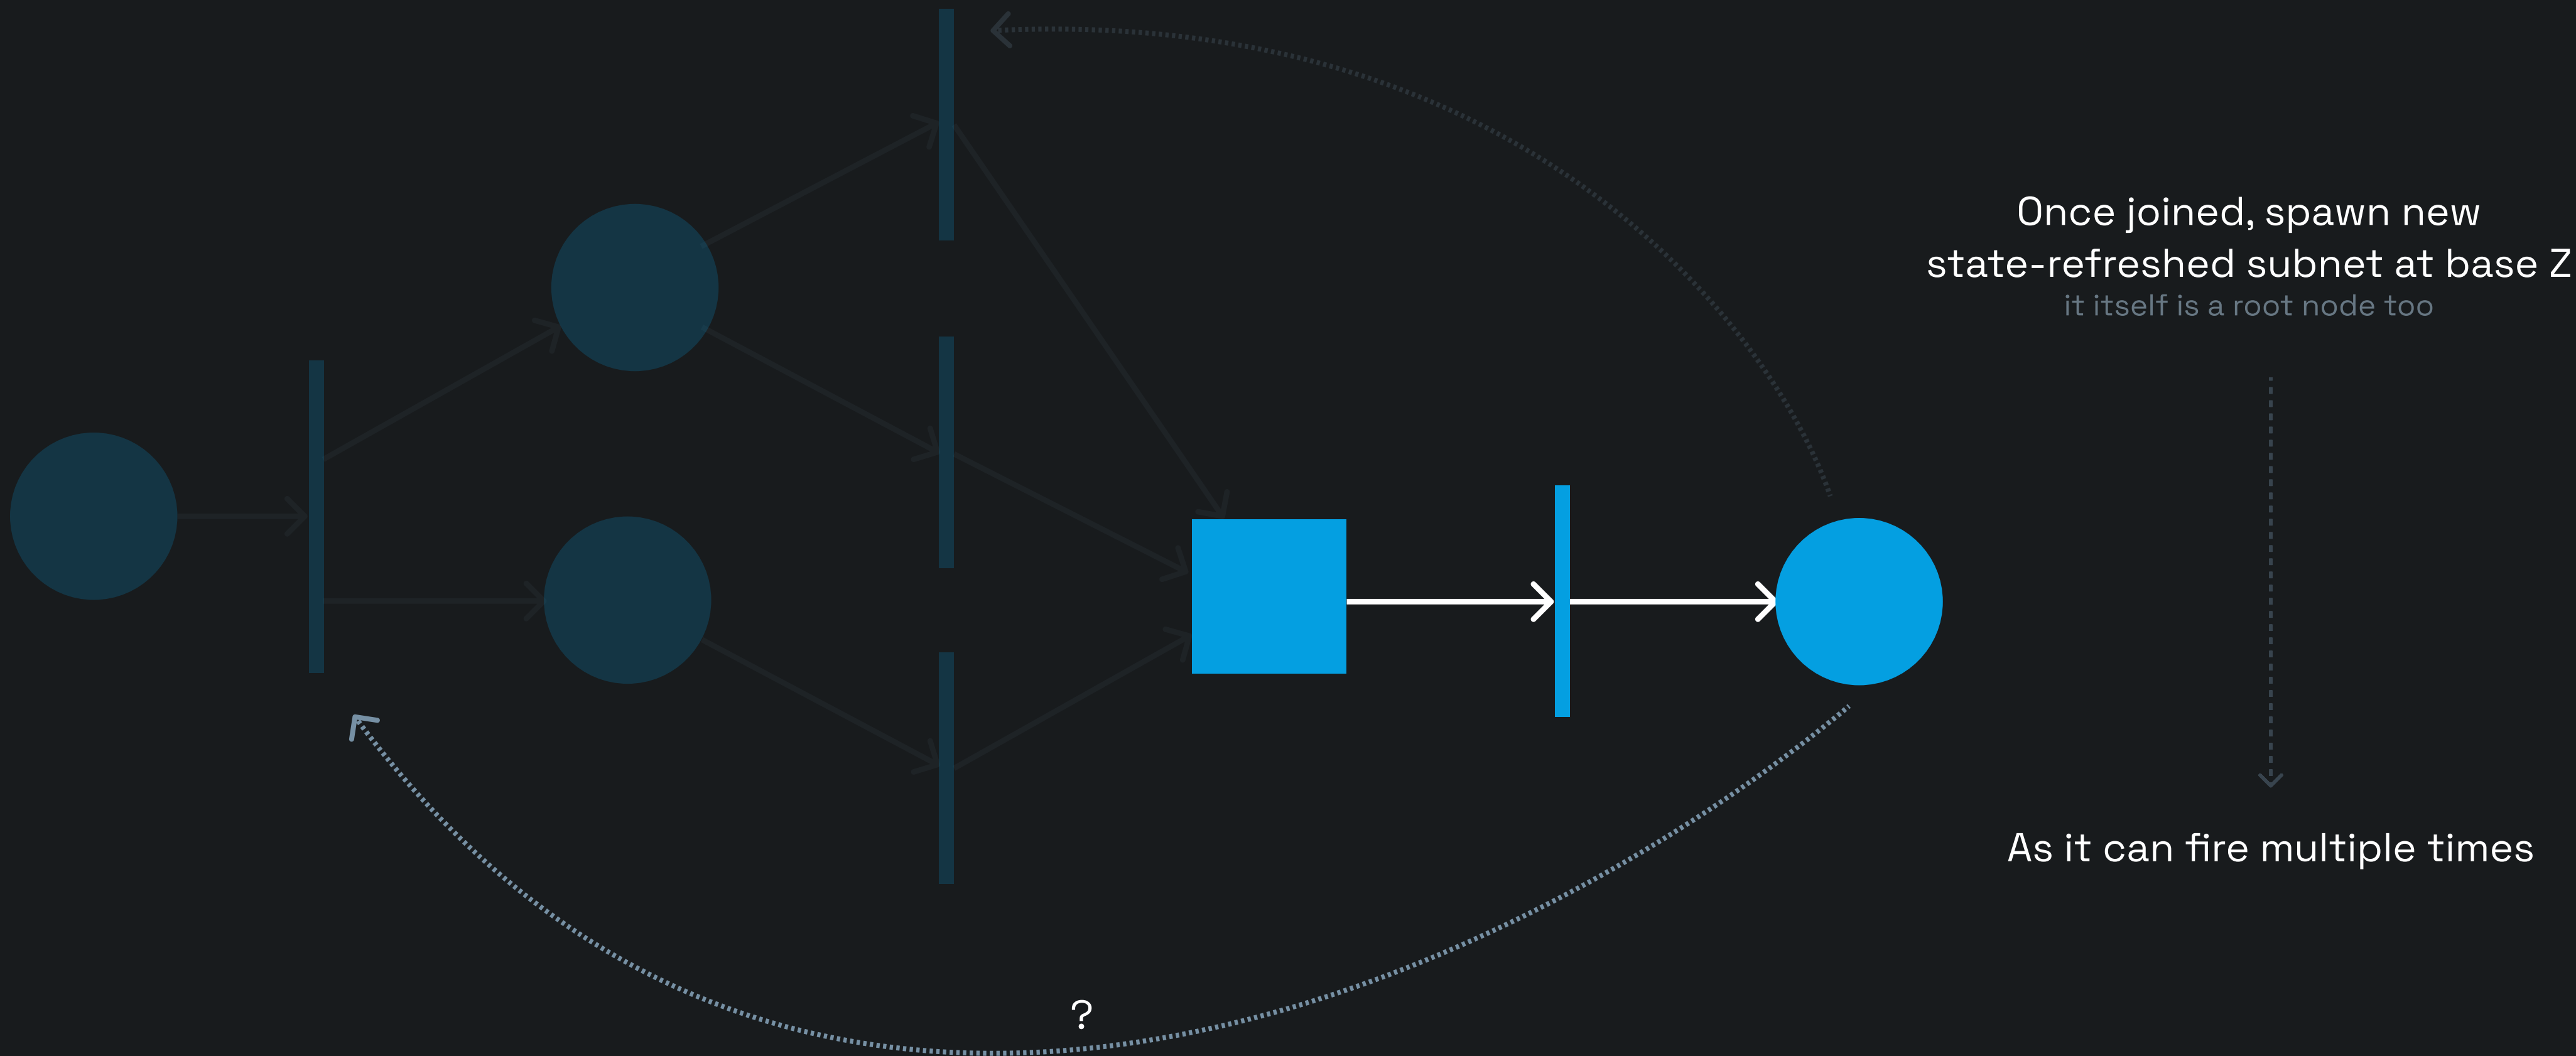 Once joined, spawn new
state-refreshed subnet at base Z
it itself is a root node too
As it can fire multiple times
?